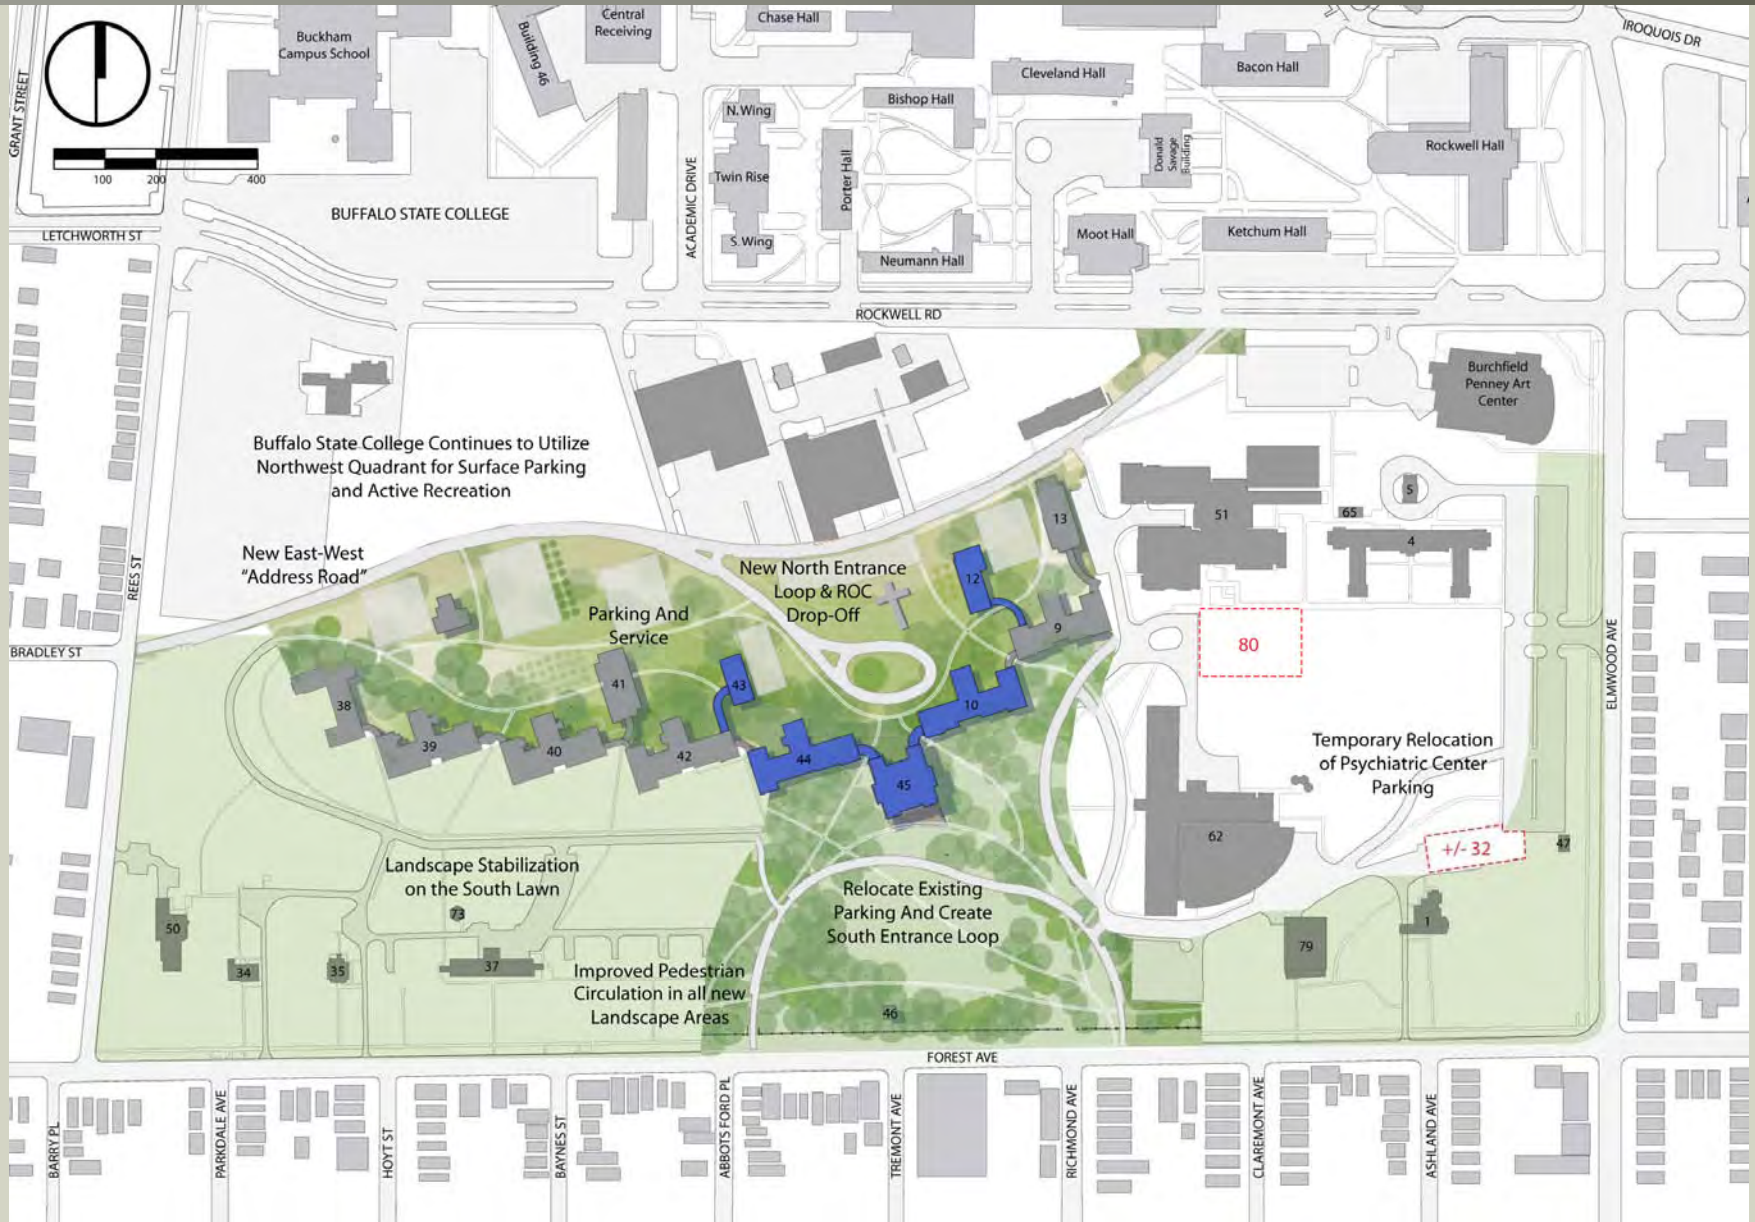 Buckham
Campus School
Building 46
Central
Receiving
Chase Hall
Cleveland Hall
Bacon Hall
IROQUOIS DR
GRANT STREET
100 200 400
N. Wing
Twin Rise
S. Wing
Porter Hall
Bishop Hall
Neumann Hall
Donald
Savage
Building
Moot Hall
Ketchum Hall
Rockwell Hall
ACADEMIC DRIVE
BUFFALO STATE COLLEGE
LETCHWORTH ST
ROCKWELL RD
Burchfield
Penney Art
Center
Buffalo State College Continues to Utilize
Northwest Quadrant for Surface Parking
and Active Recreation
New East-West
"Address Road"
REES ST
BRADLEY ST
Parking And
Service
New North Entrance
Loop & ROC
Drop-Off
13
12
9
51
65
5
4
80
ELMWOOD AVE
38
39
40
41
42
43
44
45
10
Temporary Relocation
of Psychiatric Center
Parking
62
+/- 32
47
Landscape Stabilization
on the South Lawn
73
Relocate Existing
Parking And Create
South Entrance Loop
50
34
35
37
79
1
Improved Pedestrian
Circulation in all new
Landscape Areas
46
FOREST AVE
BARRY PL
PARKDALE AVE
HOYT ST
BAYNES ST
ABBOTS FORD PL
TREMONT AVE
RICHMOND AVE
CLAREMONT AVE
ASHLAND AVE